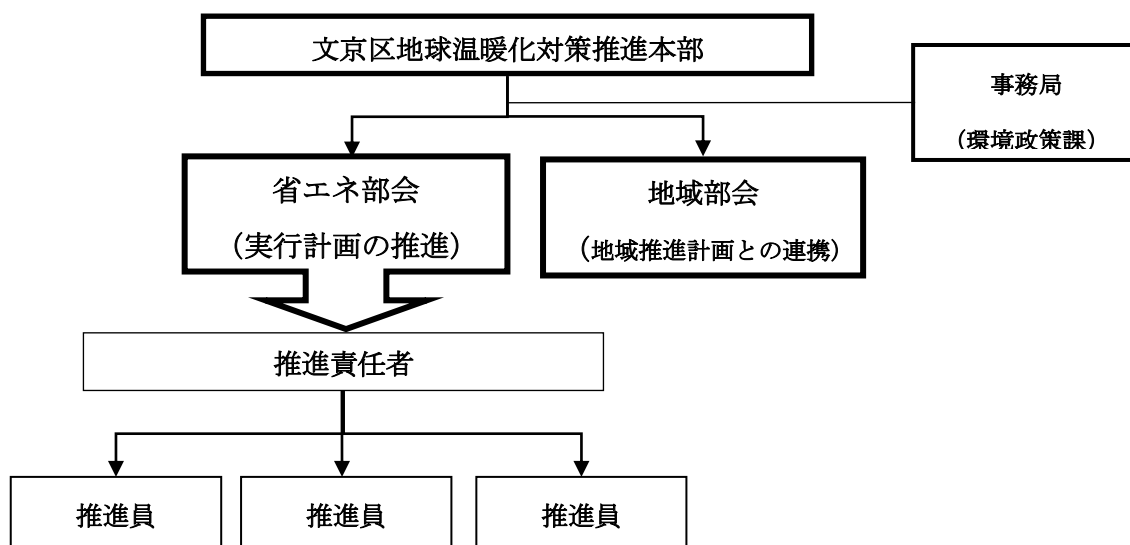 文京区地球温暖化対策推進本部
事務局
（環境政策課）
省エネ部会
（実行計画の推進）
地域部会
（地域推進計画との連携）
推進責任者
推進員
推進員
推進員